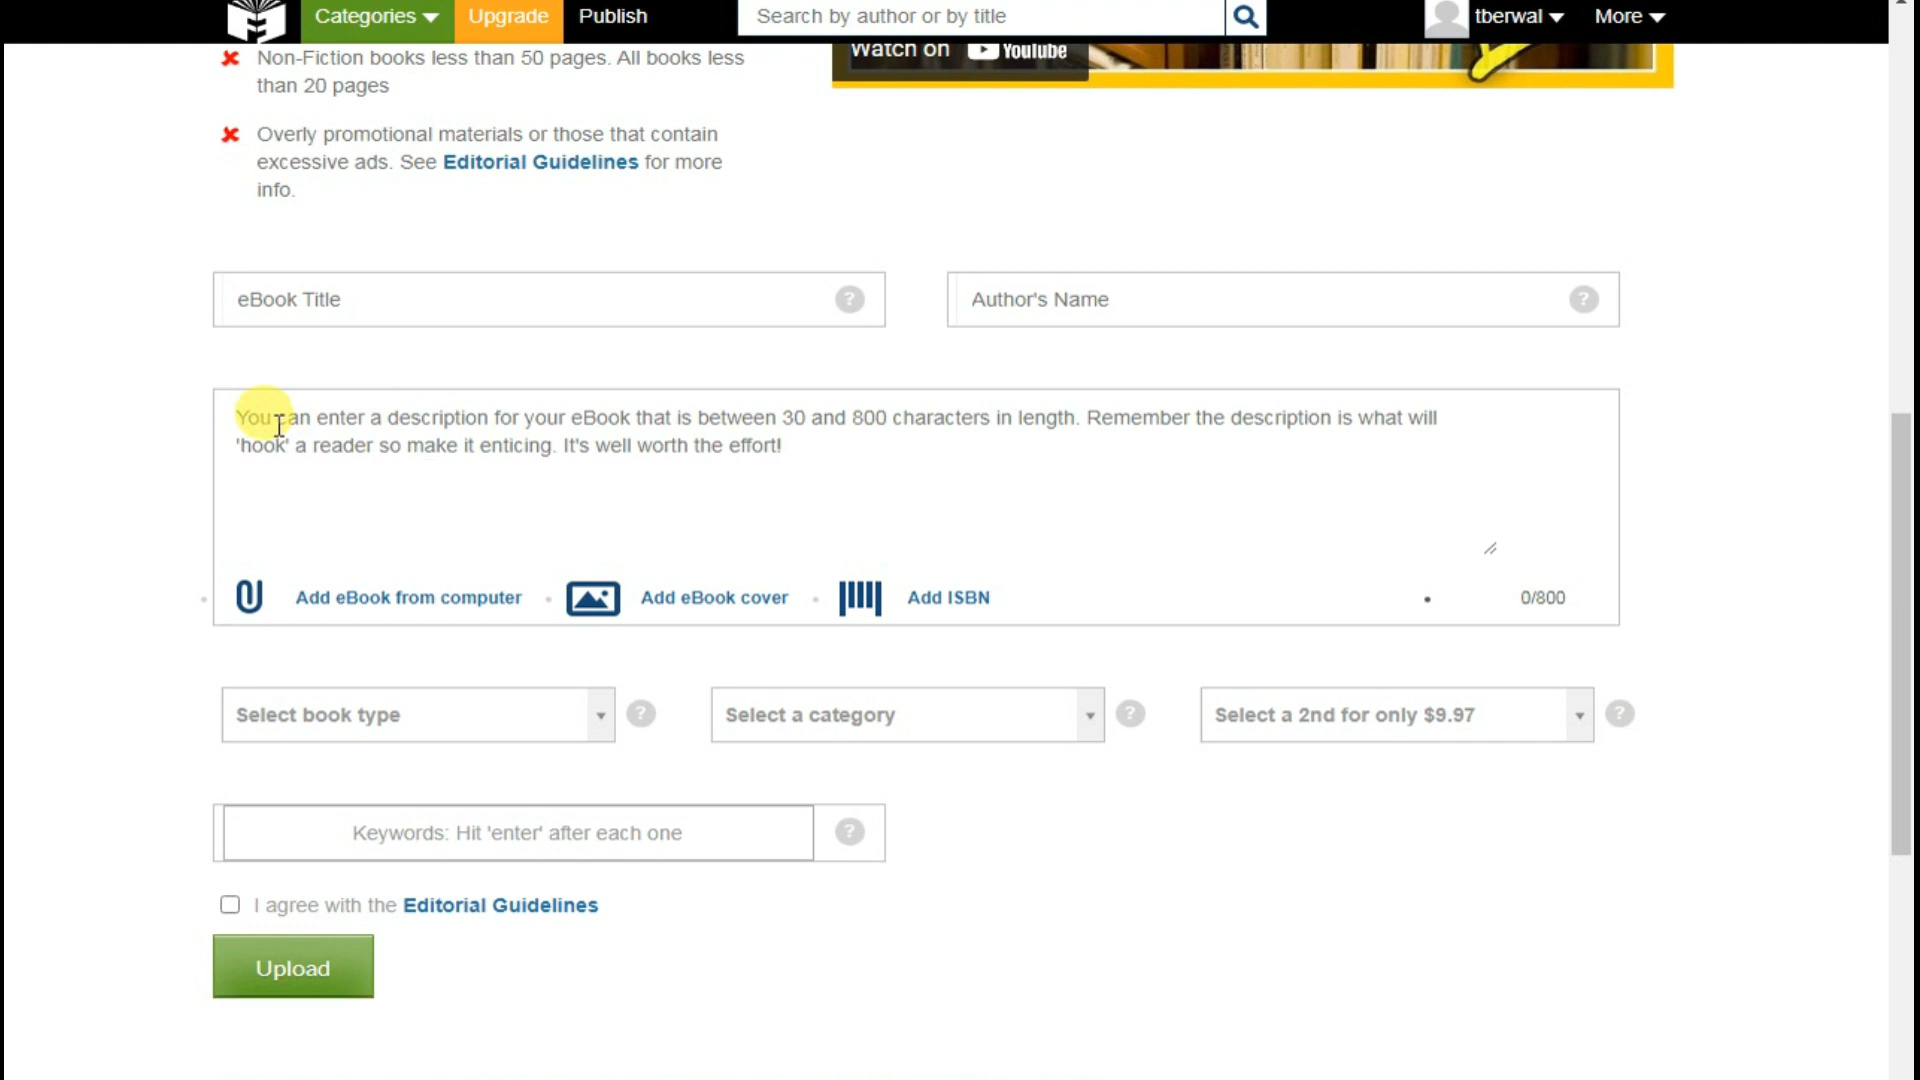 Categories
Upgrade
Publish
Search by author or by title
tberwal
More
Non-Fiction books less than 50 pages. All books less
than 20 pages
Watch on YouTube
Overly promotional materials or those that contain
excessive ads. See Editorial Guidelines for more
info.
eBook Title ?
Author's Name ?
You can enter a description for your eBook that is between 30 and 800 characters in length. Remember the description is what will
'hook' a reader so make it enticing. It's well worth the effort!
Add eBook from computer
Add eBook cover
Add ISBN
0/800
Select book type ?
Select a category ?
Select a 2nd for only $9.97 ?
Keywords: Hit 'enter' after each one ?
I agree with the Editorial Guidelines
Upload